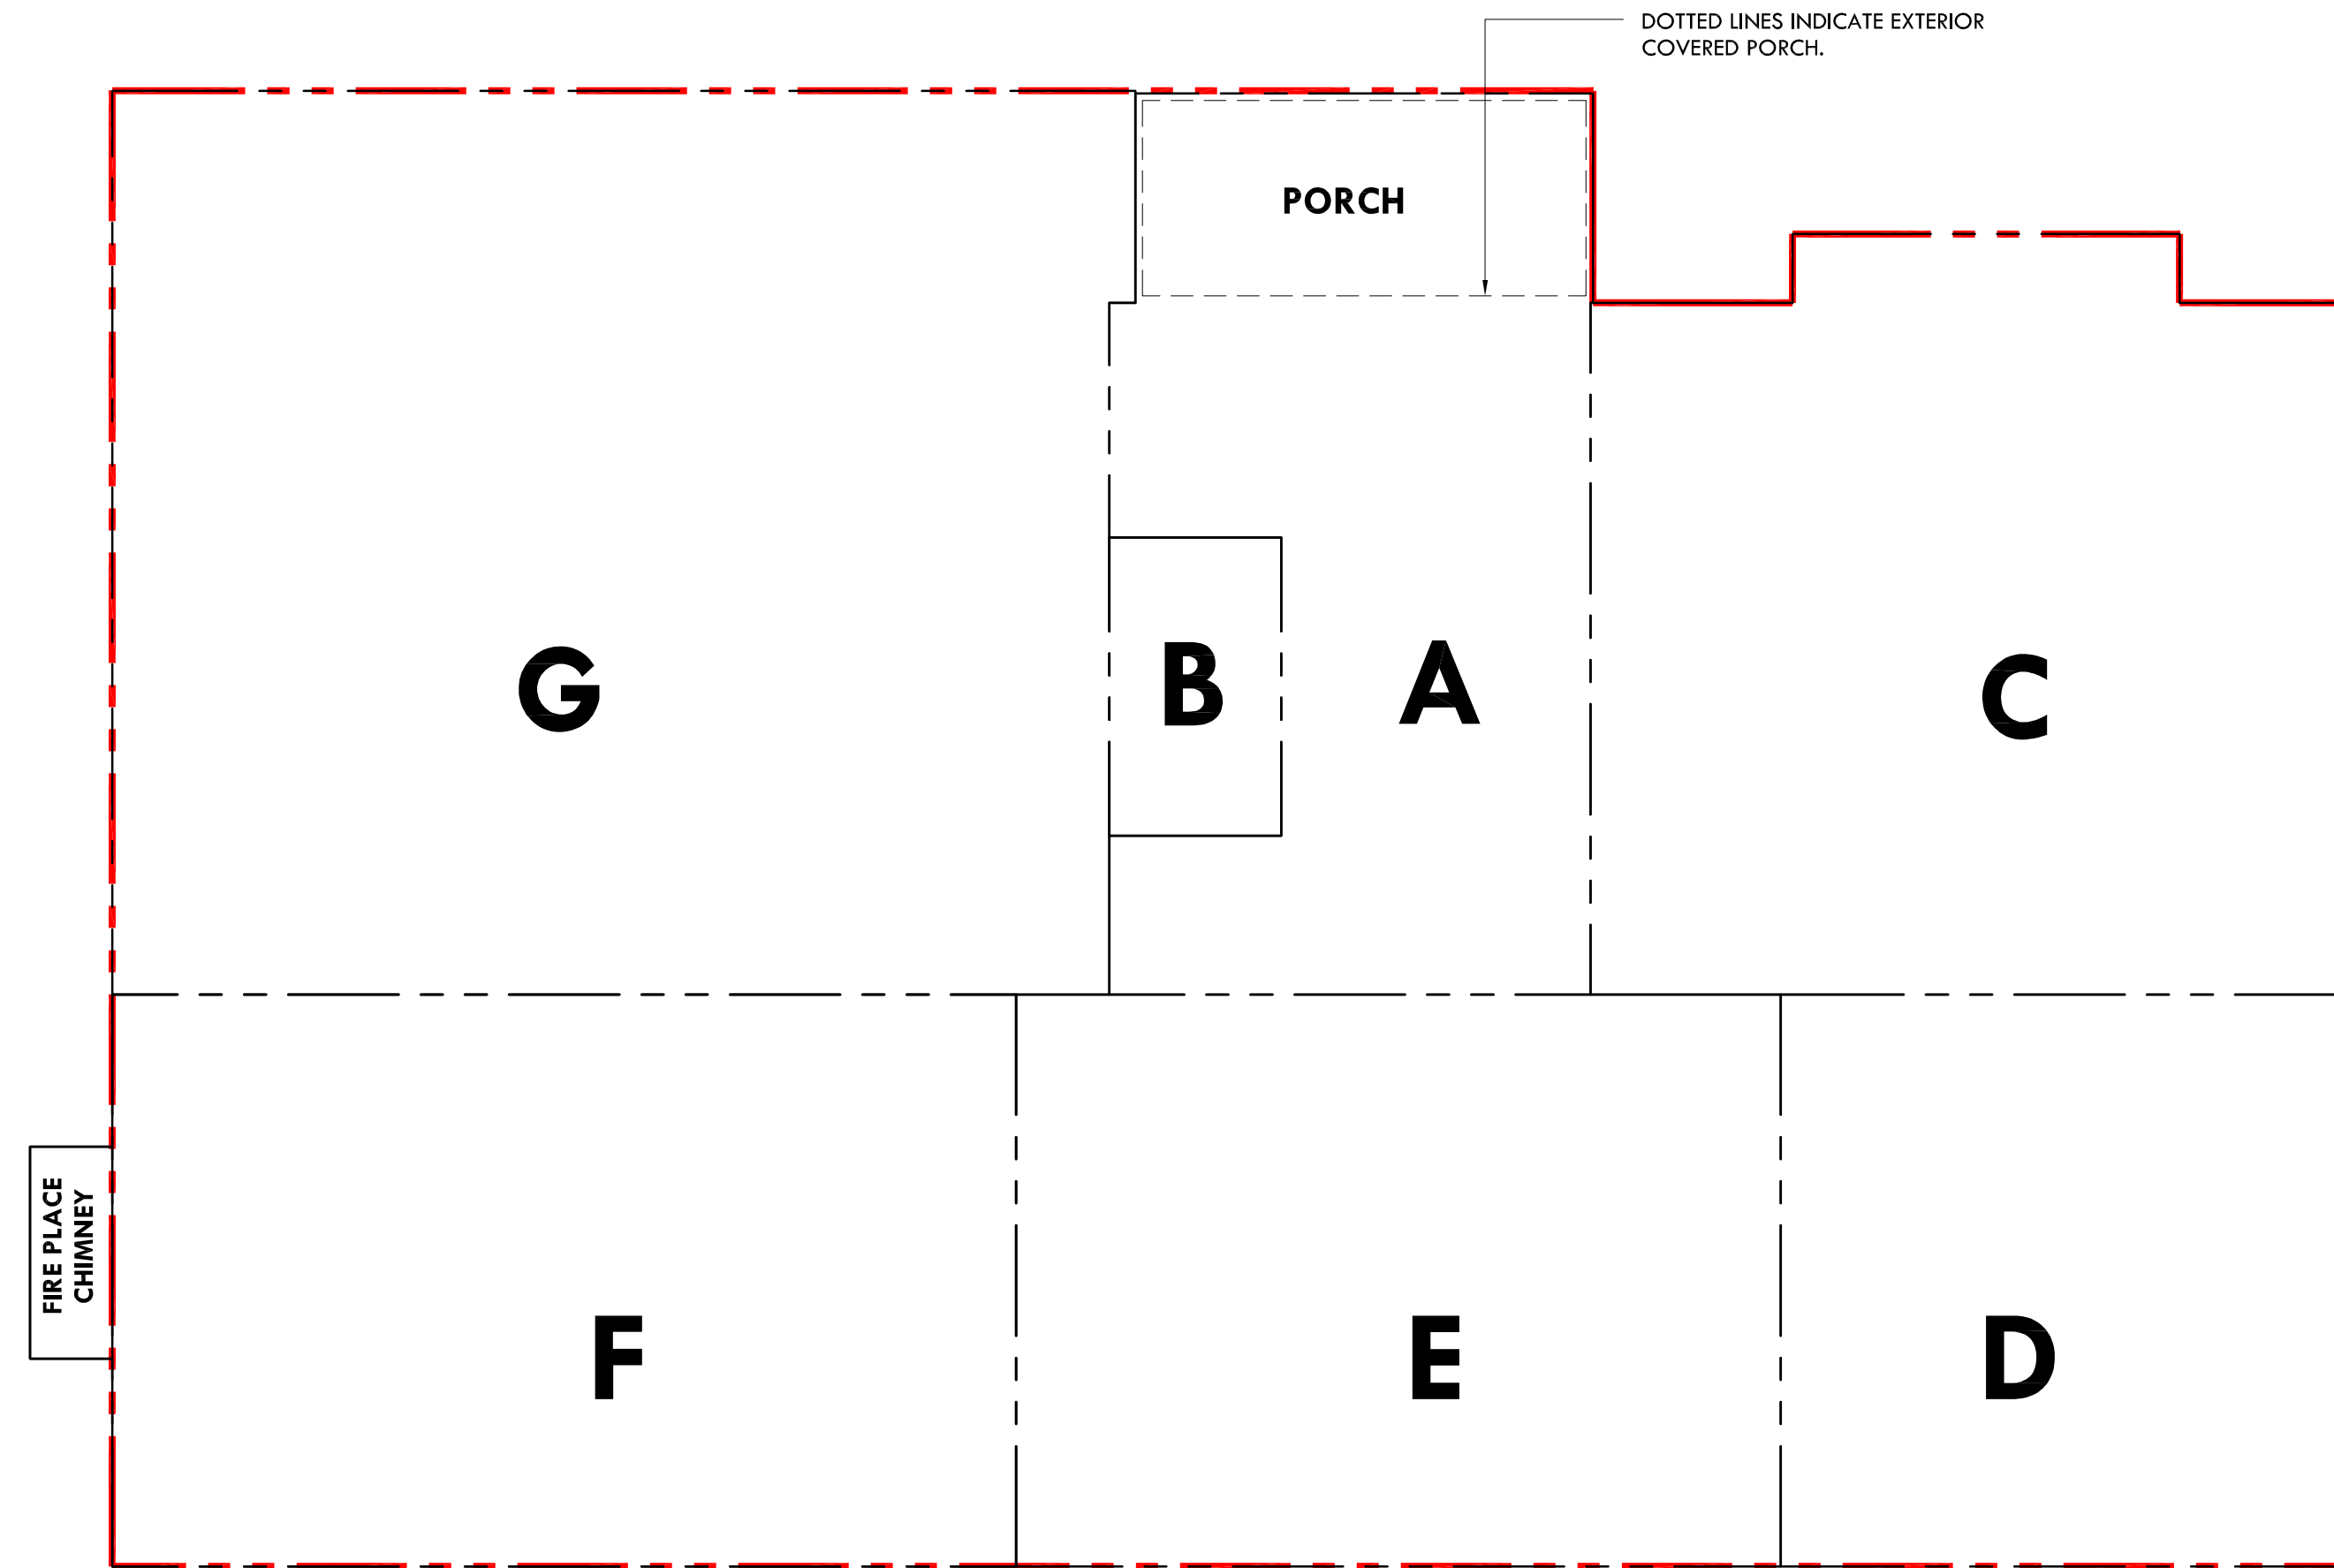 DOTTED LINES INDICATE EXTERIOR
COVERED PORCH.
PORCH
G
B
A
C
FIRE PLACE
CHIMNEY
F
E
D